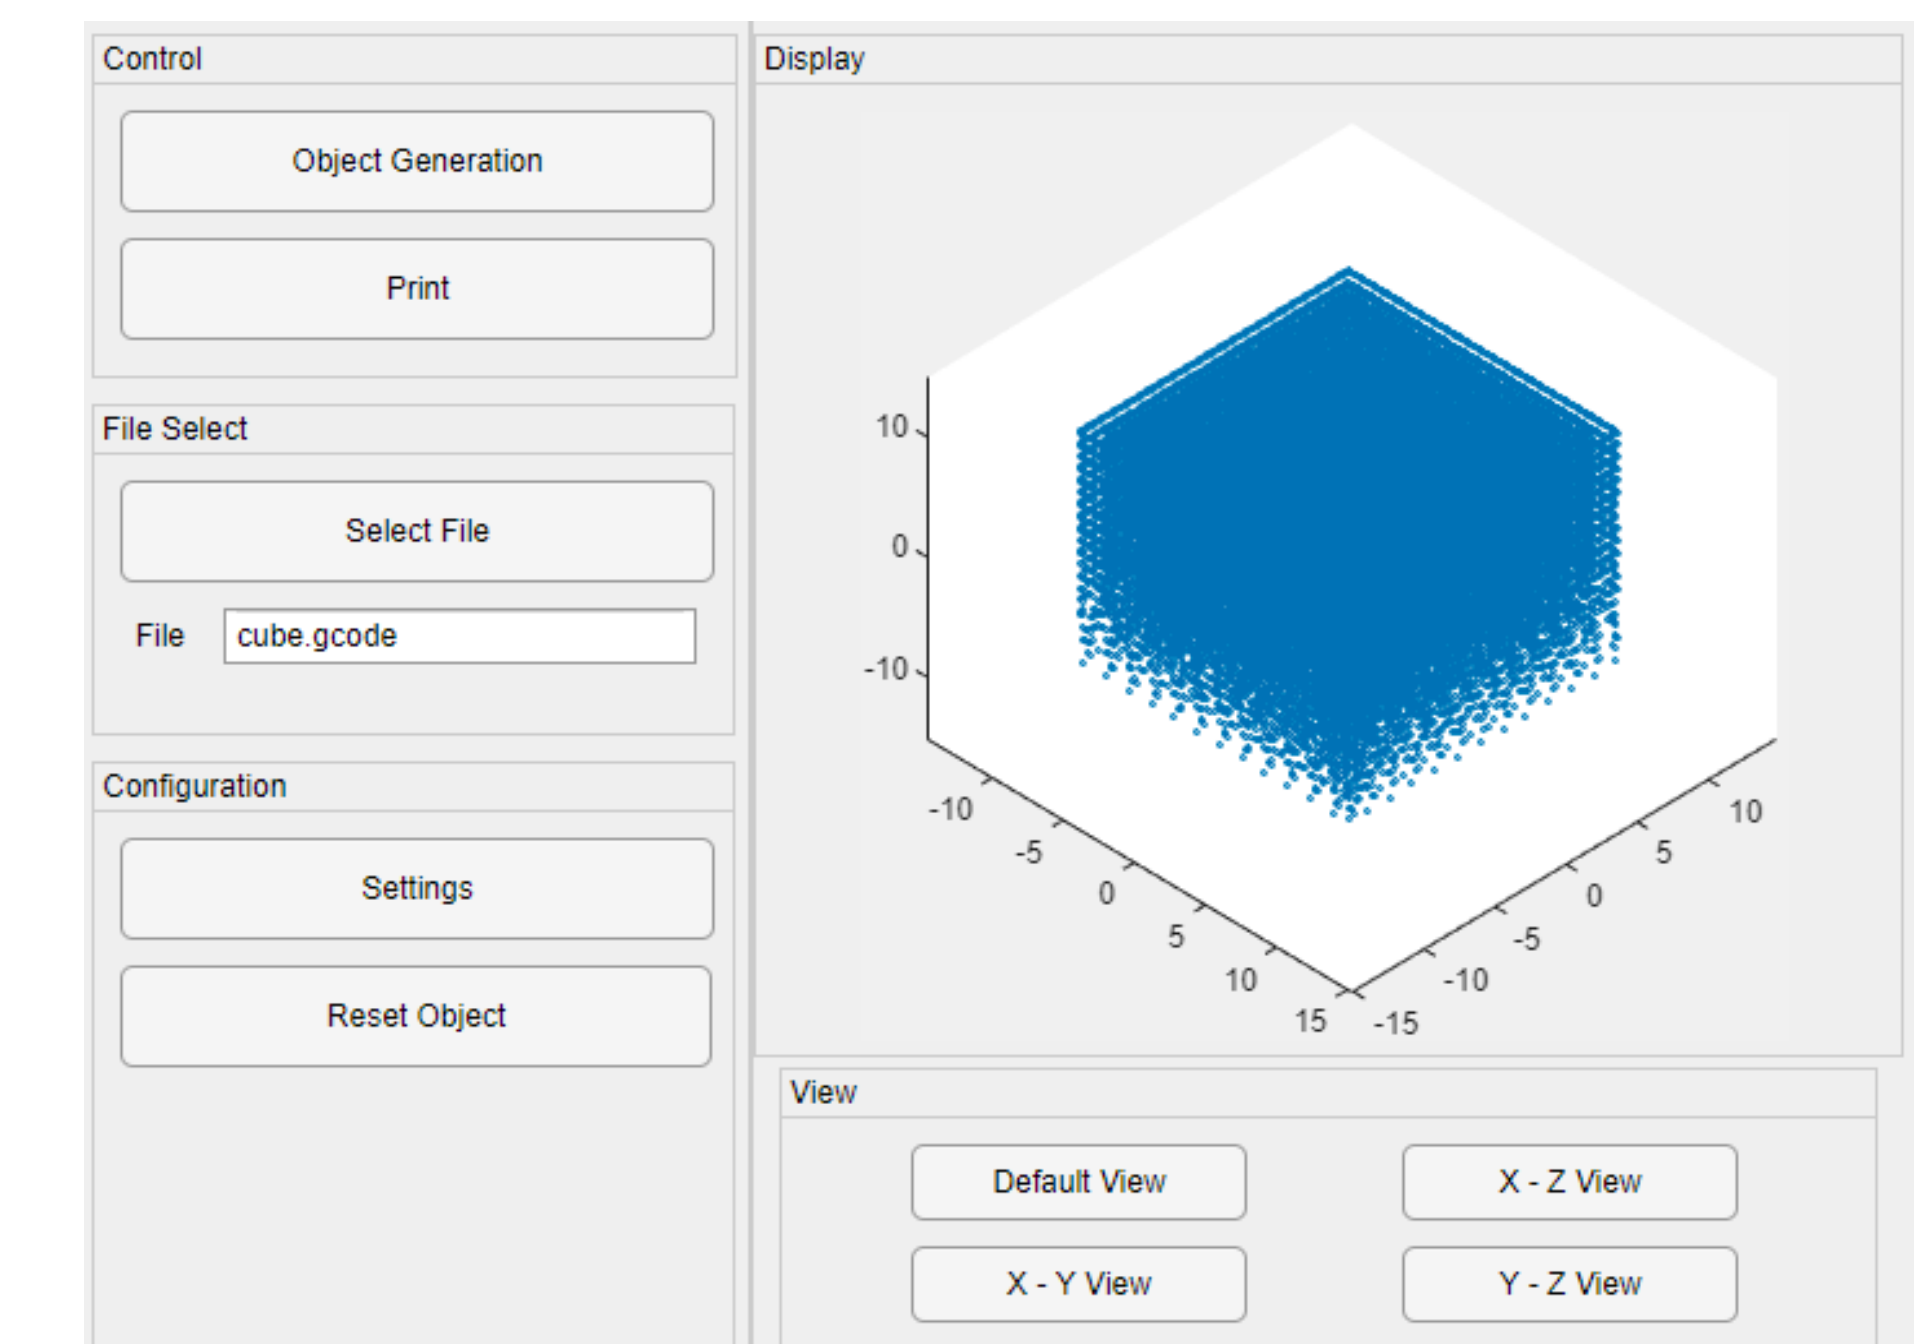 Control
Object Generation
Print
File Select
Select File
File cube.gcode
Configuration
Settings
Reset Object
Display
10
0
-10
-10
-5
0
5
10
15
-15
-10
-5
0
5
10
View
Default View X - Z View
X - Y View Y - Z View